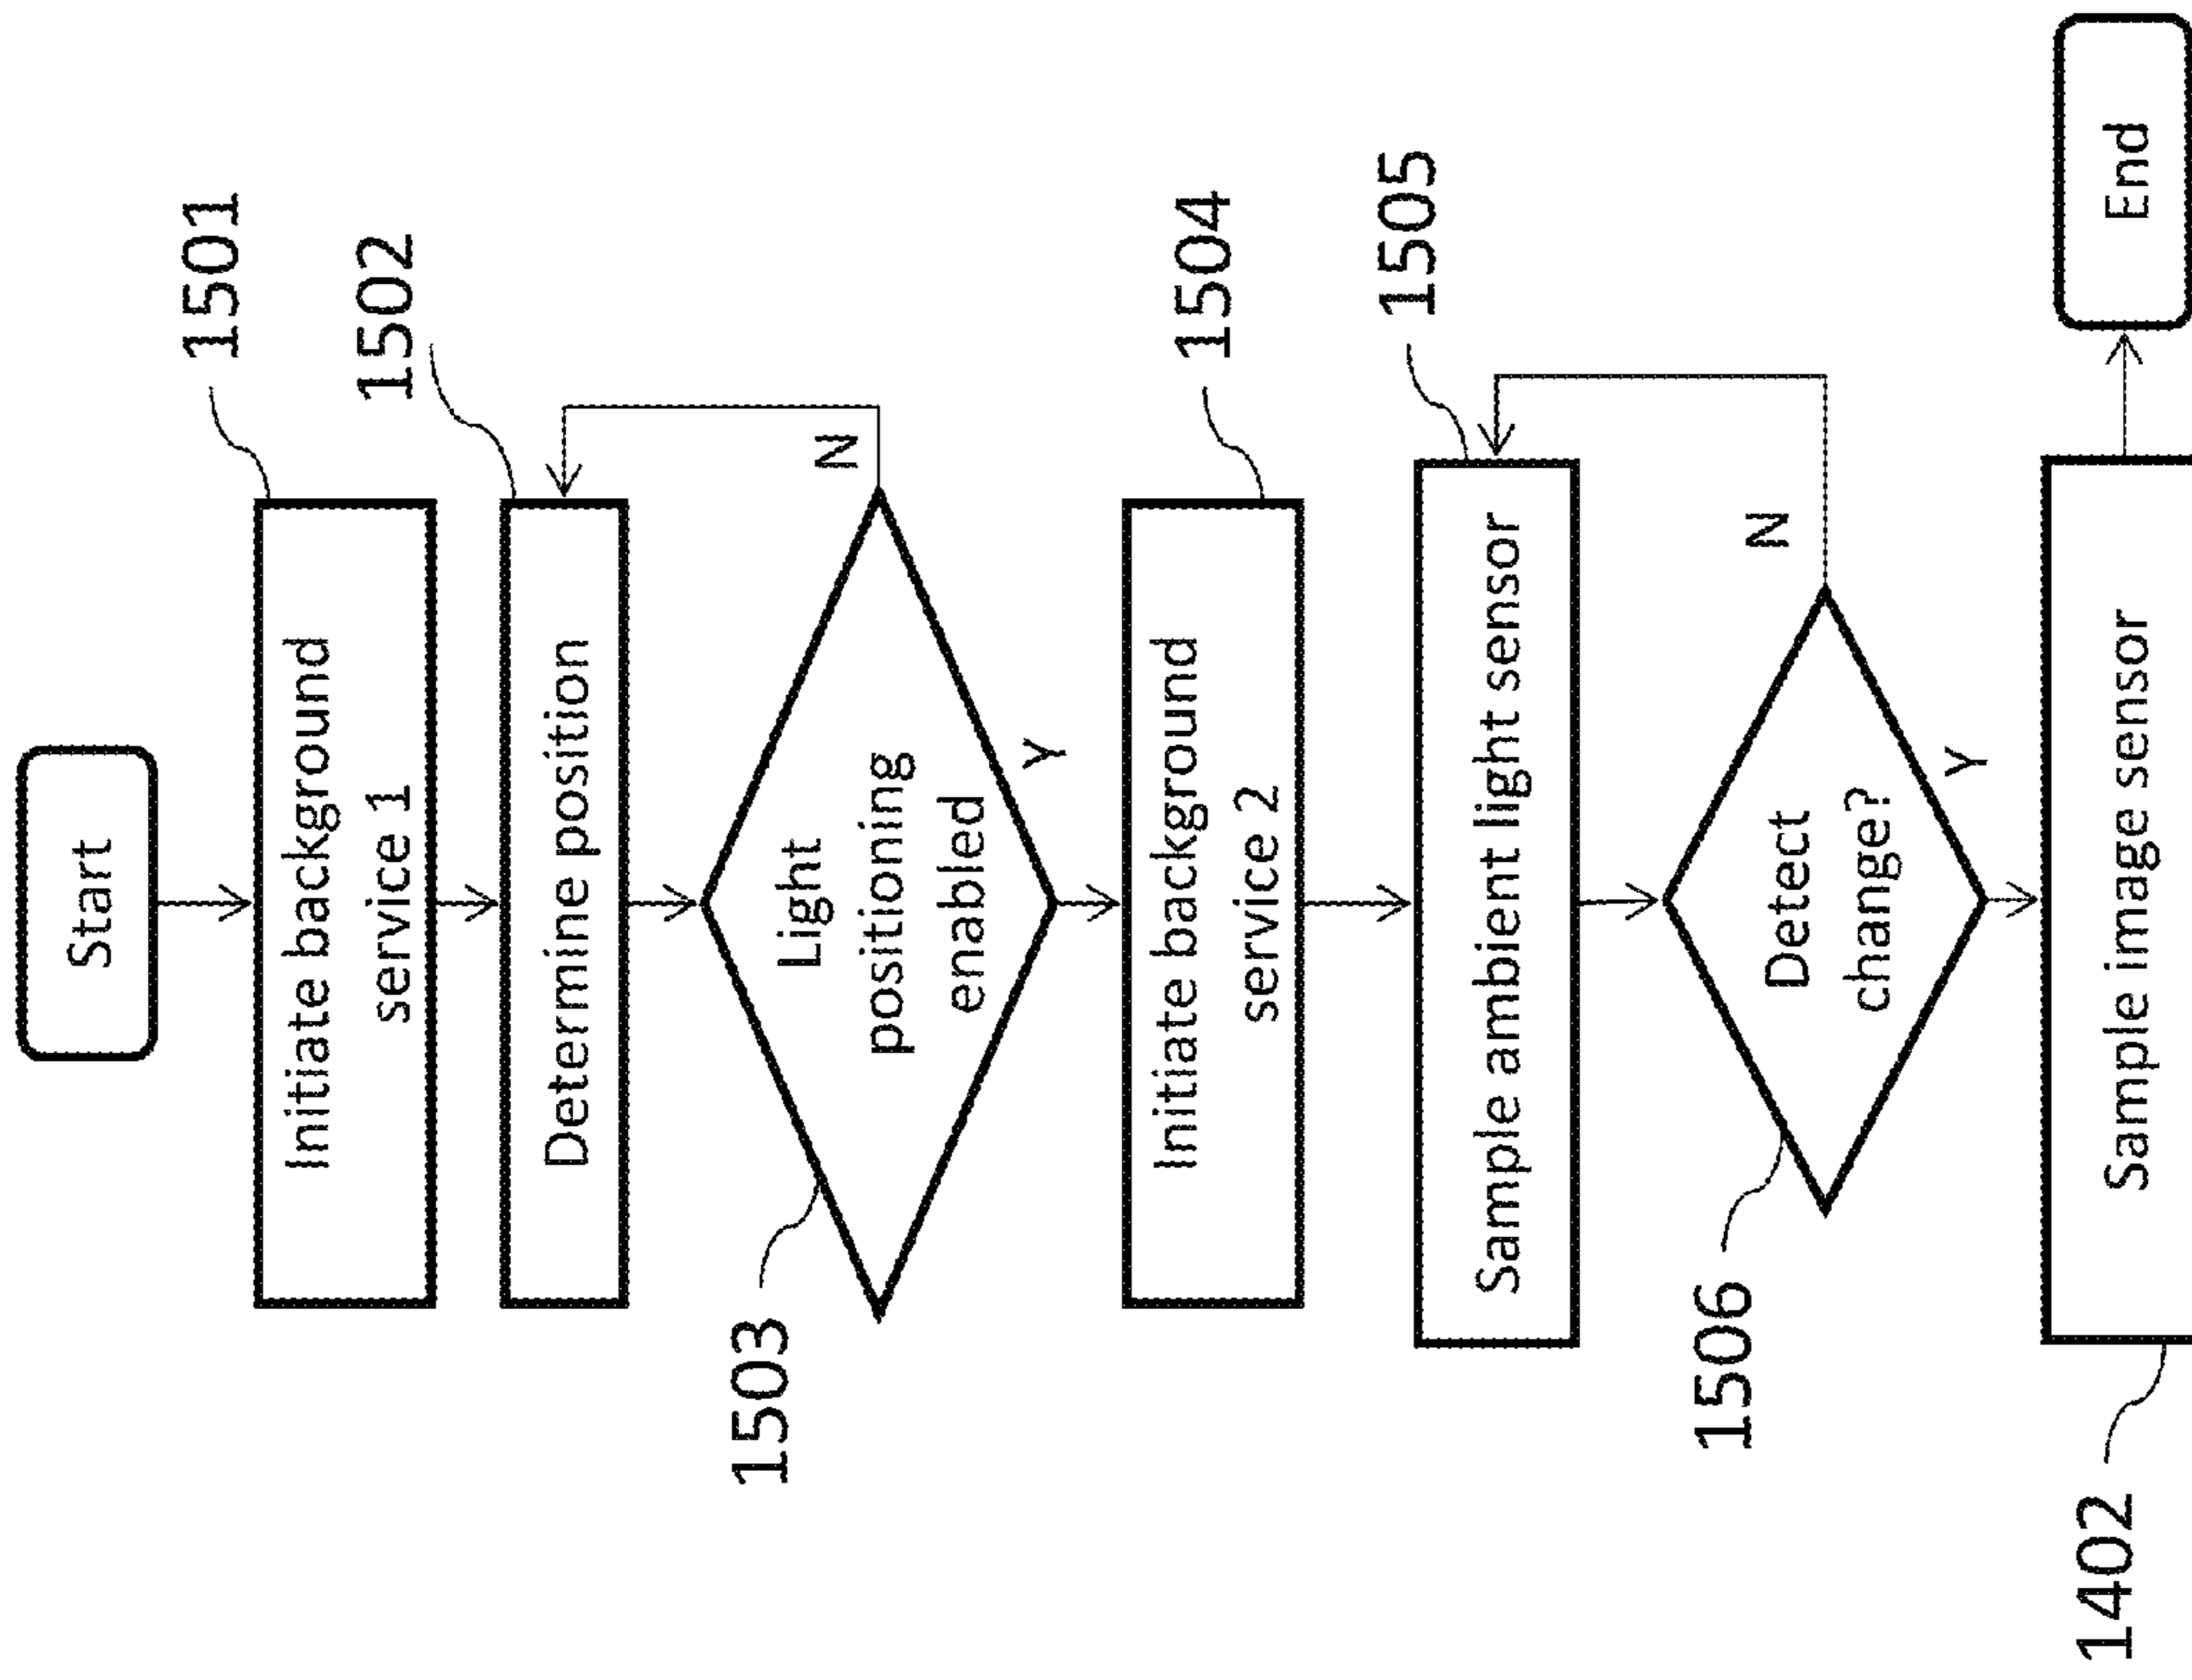 Start
1501
Initiate background
service 1
1502
Determine position
1503
Light
positioning
enabled
N
Y
1504
Initiate background
service 2
1505
Sample ambient light sensor
1506
Detect
change?
N
Y
1402
Sample image sensor
End